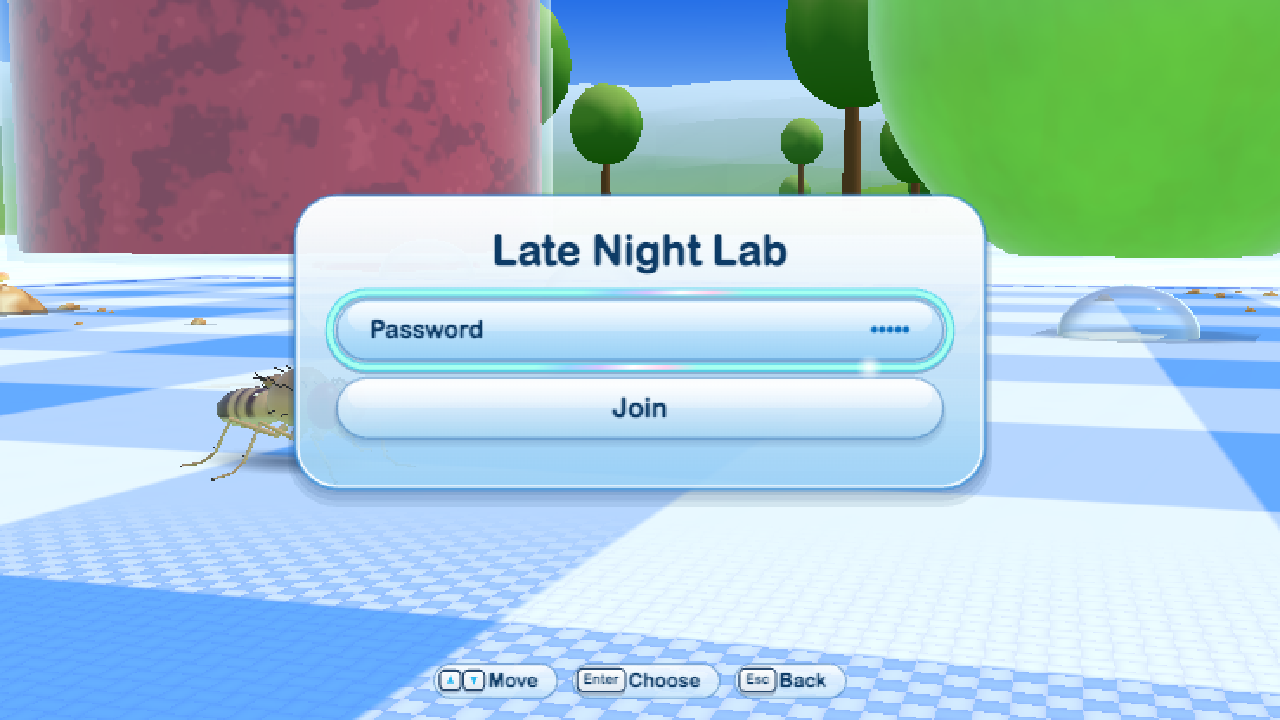 Late Night Lab
Password •••••
Join
▲ ▼ Move Enter Choose Esc Back